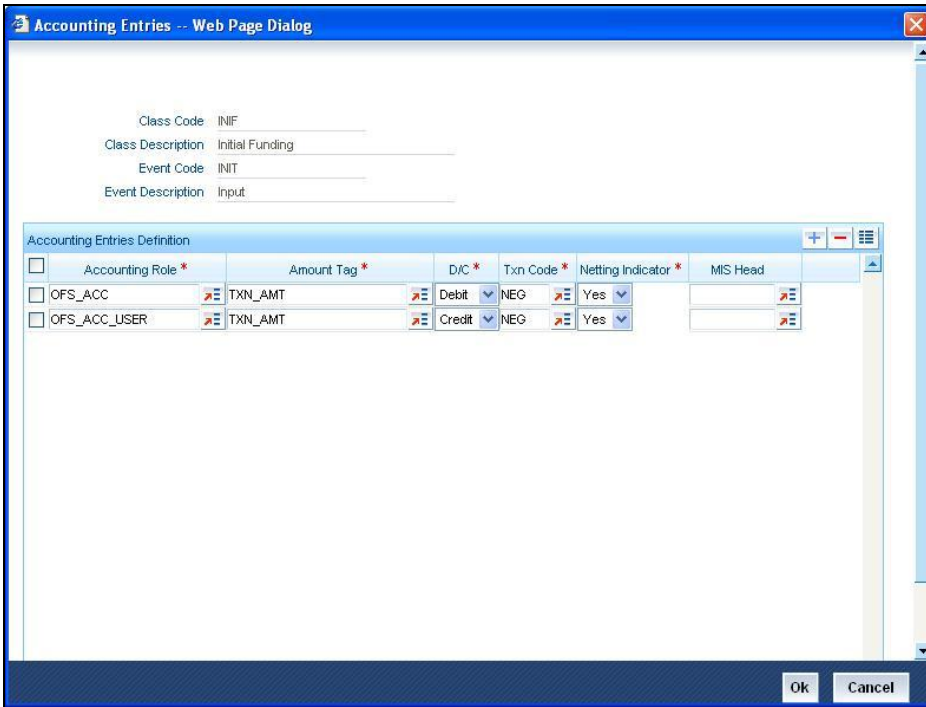 Accounting Entries -- Web Page Dialog
Class Code INIF
Class Description Initial Funding
Event Code INIT
Event Description Input
Accounting Entries Definition
Accounting Role * Amount Tag * D/C * Txn Code * Netting Indicator * MIS Head
OFS_ACC TXN_AMT Debit NEG Yes
OFS_ACC_USER TXN_AMT Credit NEG Yes
Ok Cancel